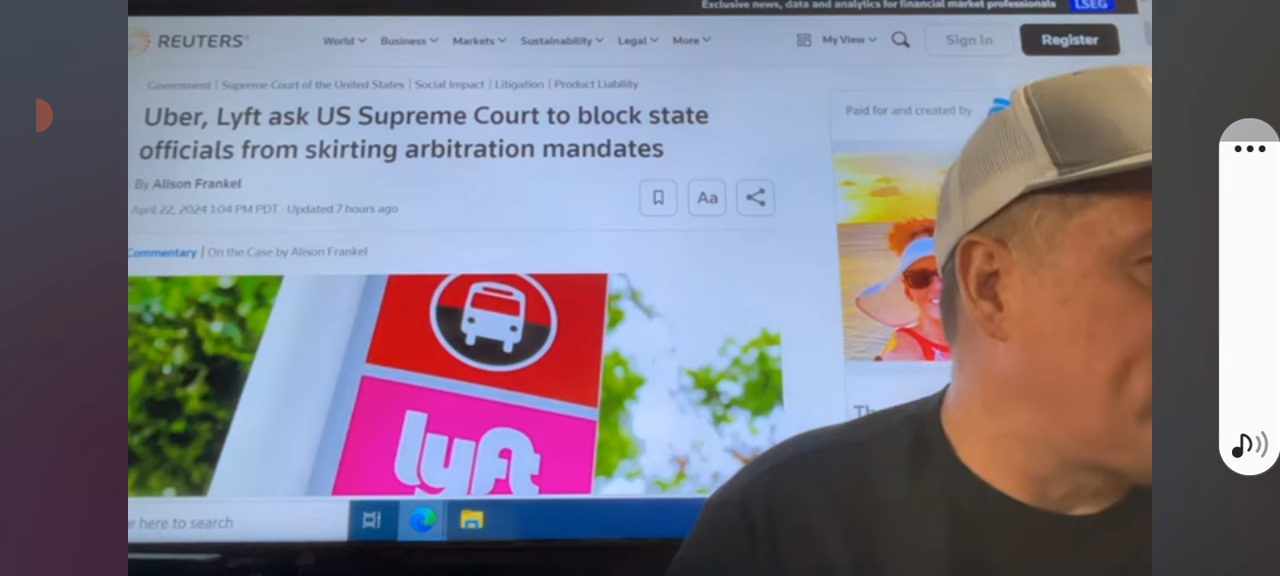 Exclusive news, data and analytics for financial market professionals LSEG
REUTERS
World Business Markets Sustainability Legal More My View Sign In Register
Government | Supreme Court of the United States | Social Impact | Litigation | Product Liability
Uber, Lyft ask US Supreme Court to block state
officials from skirting arbitration mandates
Paid for and created by
By Alison Frankel
April 22, 2024 1:04 PM PDT · Updated 7 hours ago
Aa
Commentary | On the Case by Alison Frankel
lyft
e here to search